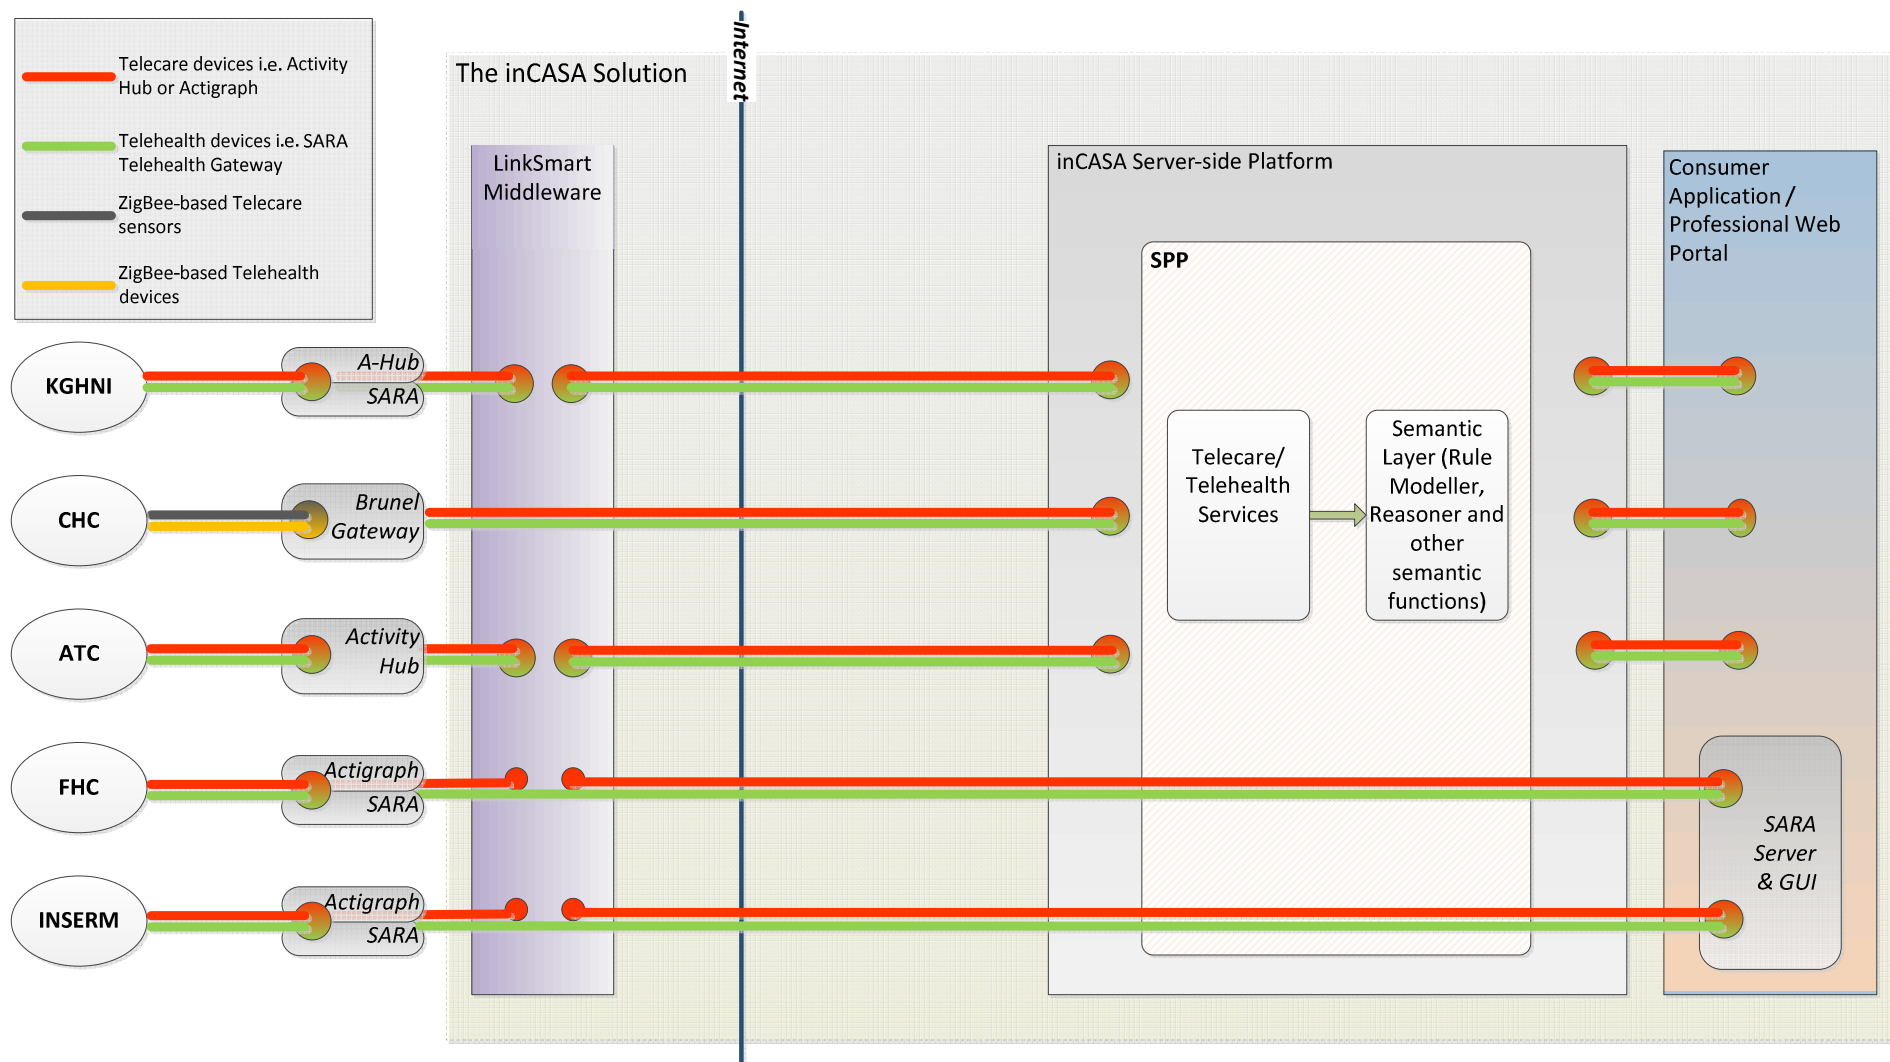 Telecare devices i.e. Activity
Hub or Actigraph
Telehealth devices i.e. SARA
Telehealth Gateway
ZigBee-based Telecare
sensors
ZigBee-based Telehealth
devices
Internet
The inCASA Solution
LinkSmart
Middleware
inCASA Server-side Platform
Consumer
Application /
Professional Web
Portal
SPP
KGHNI
A-Hub
SARA
CHC
Brunel
Gateway
Telecare/
Telehealth
Services
Semantic
Layer (Rule
Modeller,
Reasoner and
other
semantic
functions)
ATC
Activity
Hub
FHC
Actigraph
SARA
INSERM
Actigraph
SARA
SARA
Server
& GUI